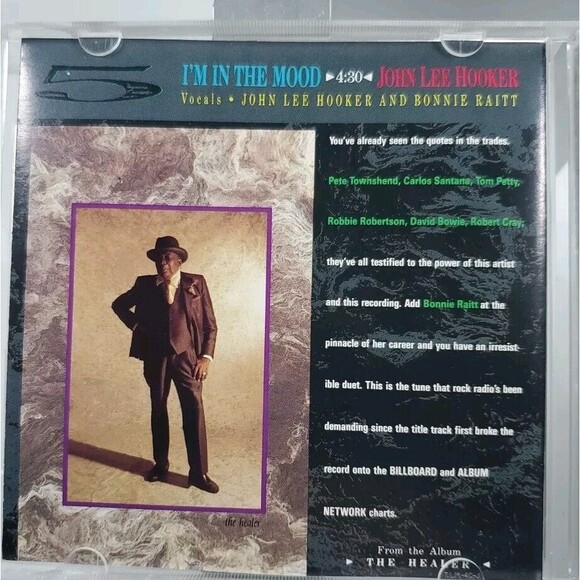 5
I'M IN THE MOOD ▶4:30◀ JOHN LEE HOOKER
Vocals • JOHN LEE HOOKER AND BONNIE RAITT
You've already seen the quotes in the trades.
Pete Townshend, Carlos Santana, Tom Petty,
Robbie Robertson, David Bowie, Robert Cray,
they've all testified to the power of this artist
and this recording. Add Bonnie Raitt at the
pinnacle of her career and you have an irresist-
ible duet. This is the tune that rock radio's been
demanding since the title track first broke the
record onto the BILLBOARD and ALBUM
NETWORK charts.
the healer
From the Album
▶ THE HEALER ◀